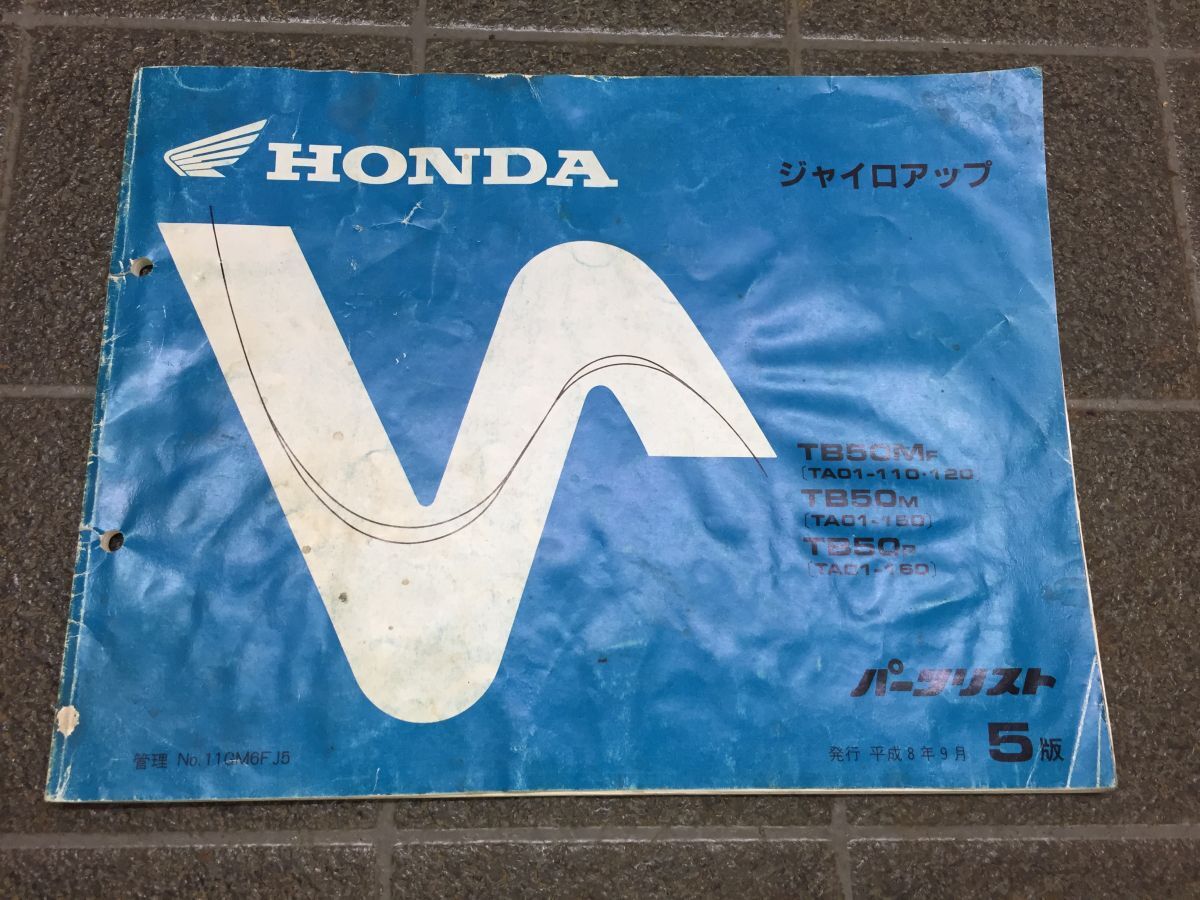 HONDA
ジャイロアップ
TB50MF
〔TA01-110・120〕
TB50M
〔TA01-150〕
TB50R
〔TA01-160〕
パーツリスト
管理 No.11GM6FJ5
発行 平成8年9月 5版